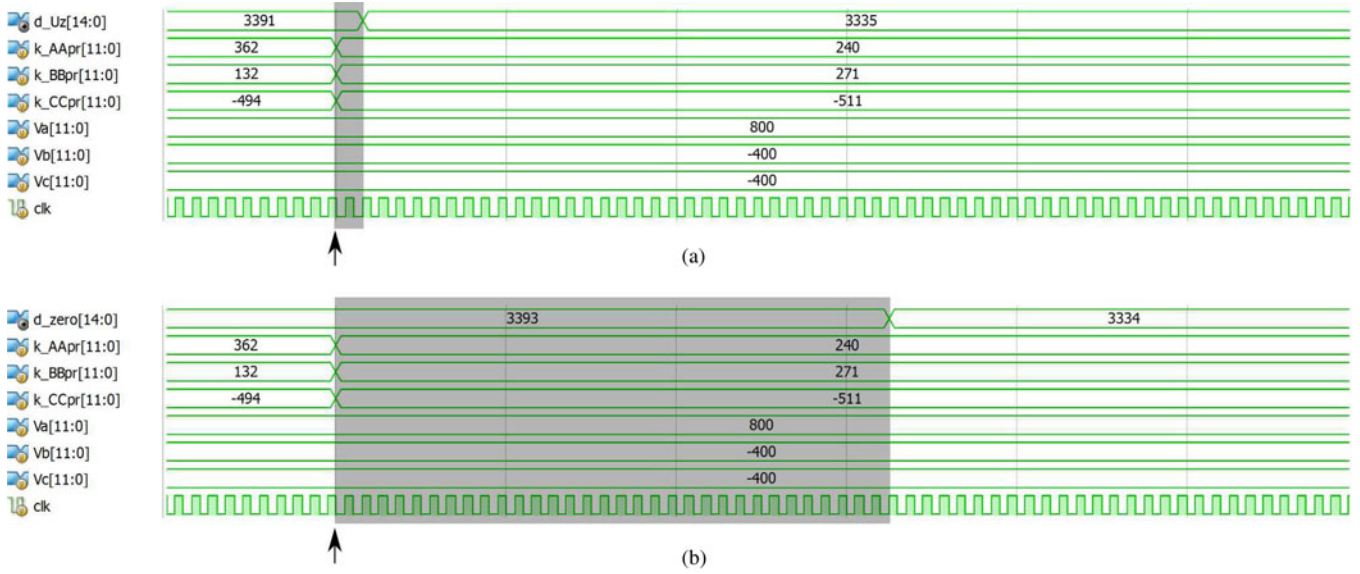 d_Uz[14:0] 3391 3335
k_AApr[11:0] 362 240
k_BBpr[11:0] 132 271
k_CCpr[11:0] -494 -511
Va[11:0] 800
Vb[11:0] -400
Vc[11:0] -400
clk
(a)
d_zero[14:0] 3393 3334
k_AApr[11:0] 362 240
k_BBpr[11:0] 132 271
k_CCpr[11:0] -494 -511
Va[11:0] 800
Vb[11:0] -400
Vc[11:0] -400
clk
(b)